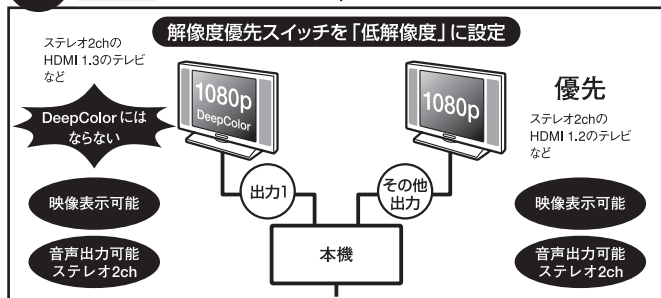 解像度優先スイッチを「低解像度」に設定
ステレオ2chの
HDMI 1.3のテレビ
など
DeepColorには
ならない
映像表示可能
音声出力可能
ステレオ2ch
1080p
DeepColor
1080p
出力1
その他
出力
本機
優先
ステレオ2chの
HDMI 1.2のテレビ
など
映像表示可能
音声出力可能
ステレオ2ch